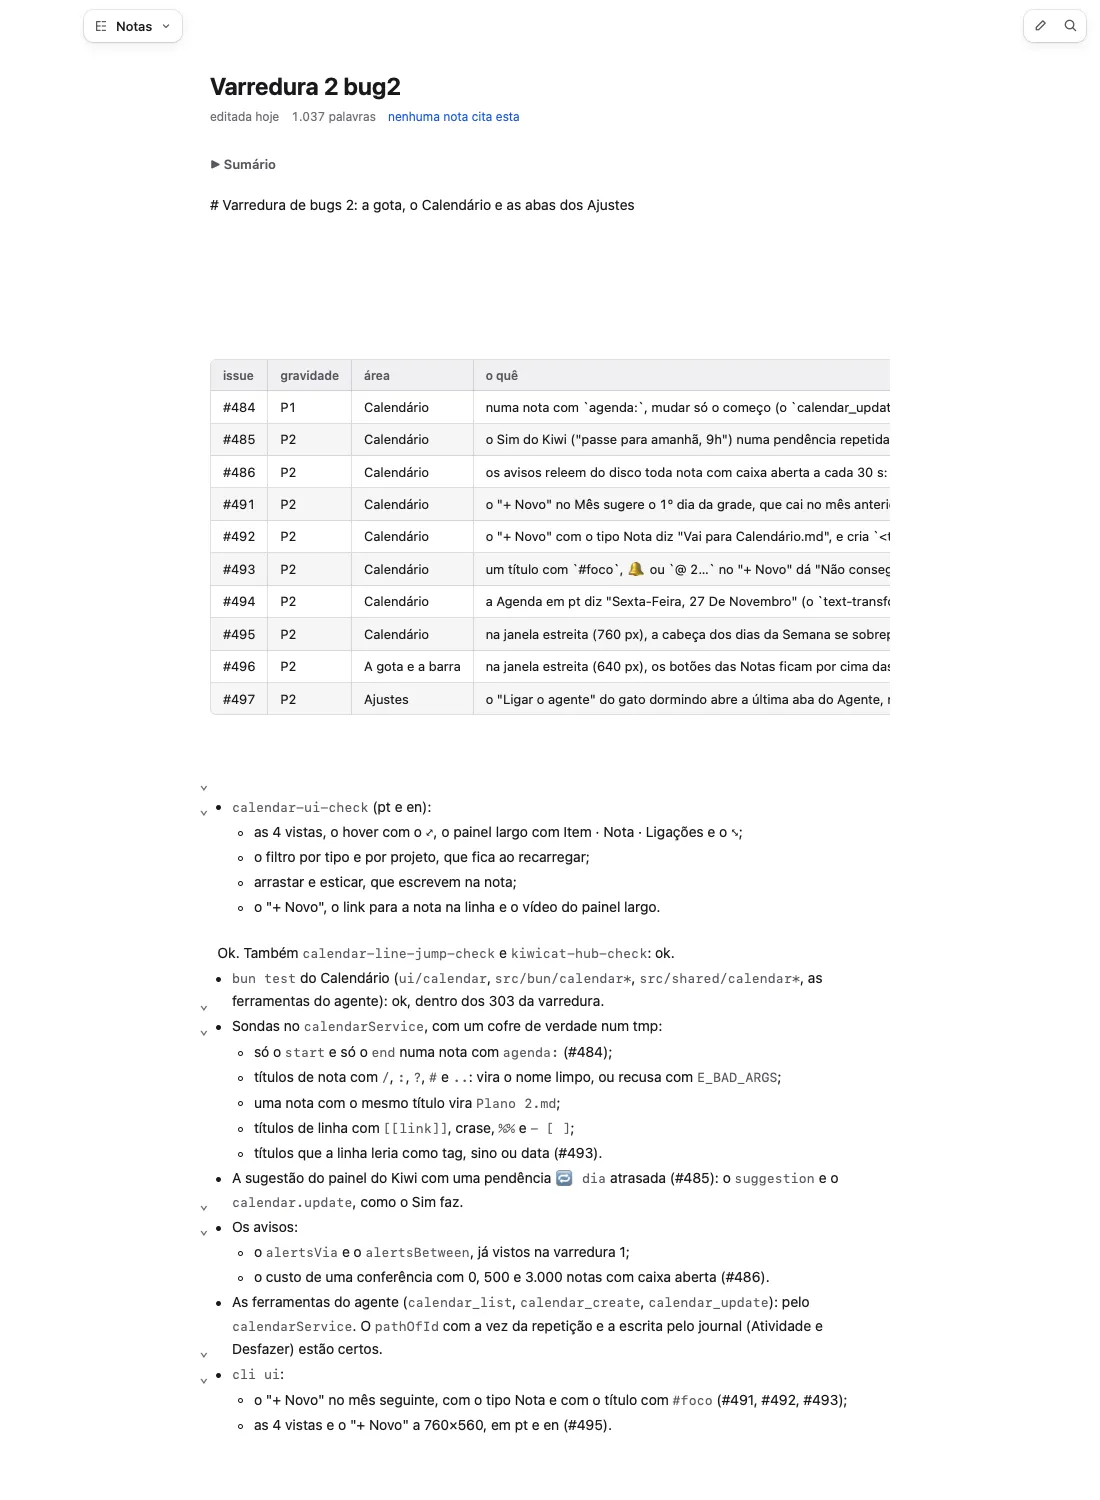 Notas
Varredura 2 bug2
editada hoje 1.037 palavras nenhuma nota cita esta
Sumário
# Varredura de bugs 2: a gota, o Calendário e as abas dos Ajustes
issue gravidade área o quê
#484 P1 Calendário numa nota com `agenda:`, mudar só o começo (o `calendar_updat
#485 P2 Calendário o Sim do Kiwi ("passe para amanhã, 9h") numa pendência repetida
#486 P2 Calendário os avisos releem do disco toda nota com caixa aberta a cada 30 s:
#491 P2 Calendário o "+ Novo" no Mês sugere o 1º dia da grade, que cai no mês anteri
#492 P2 Calendário o "+ Novo" com o tipo Nota diz "Vai para Calendário.md", e cria `<t
#493 P2 Calendário um título com `#foco`, 🔔 ou `@ 2…` no "+ Novo" dá "Não conseg
#494 P2 Calendário a Agenda em pt diz "Sexta-Feira, 27 De Novembro" (o `text-transfo
#495 P2 Calendário na janela estreita (760 px), a cabeça dos dias da Semana se sobrep
#496 P2 A gota e a barra na janela estreita (640 px), os botões das Notas ficam por cima das
#497 P2 Ajustes o "Ligar o agente" do gato dormindo abre a última aba do Agente, r
• calendar-ui-check (pt e en):
◦ as 4 vistas, o hover com o ⤢, o painel largo com Item · Nota · Ligações e o ⤡;
◦ o filtro por tipo e por projeto, que fica ao recarregar;
◦ arrastar e esticar, que escrevem na nota;
◦ o "+ Novo", o link para a nota na linha e o vídeo do painel largo.
Ok. Também calendar-line-jump-check e kiwicat-hub-check: ok.
• bun test do Calendário (ui/calendar, src/bun/calendar*, src/shared/calendar*, as
ferramentas do agente): ok, dentro dos 303 da varredura.
• Sondas no calendarService, com um cofre de verdade num tmp:
◦ só o start e só o end numa nota com agenda: (#484);
◦ títulos de nota com /, :, ?, # e ..: vira o nome limpo, ou recusa com E_BAD_ARGS;
◦ uma nota com o mesmo título vira Plano 2.md;
◦ títulos de linha com [[link]], crase, %% e - [ ];
◦ títulos que a linha leria como tag, sino ou data (#493).
• A sugestão do painel do Kiwi com uma pendência 🔁 dia atrasada (#485): o suggestion e o
calendar.update, como o Sim faz.
• Os avisos:
◦ o alertsVia e o alertsBetween, já vistos na varredura 1;
◦ o custo de uma conferência com 0, 500 e 3.000 notas com caixa aberta (#486).
• As ferramentas do agente (calendar_list, calendar_create, calendar_update): pelo
calendarService. O pathOfId com a vez da repetição e a escrita pelo journal (Atividade e
Desfazer) estão certos.
• cli ui:
◦ o "+ Novo" no mês seguinte, com o tipo Nota e com o título com #foco (#491, #492, #493);
◦ as 4 vistas e o "+ Novo" a 760×560, em pt e en (#495).